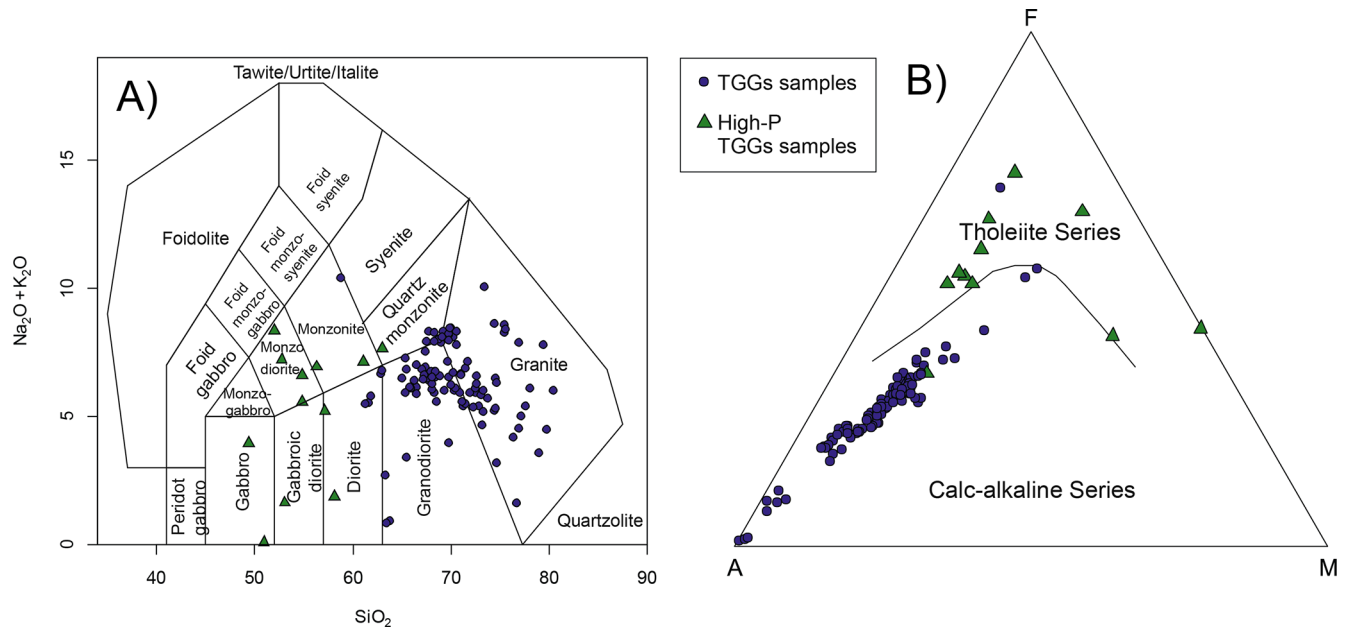 A)
Tawite/Urtite/Italite
Foid
syenite
Foidolite
Foid
monzo-
syenite
Syenite
Foid
monzo-
gabbro
Quartz
monzonite
Foid
gabbro
Monzo
diorite
Monzonite
Granite
Monzo-
gabbro
Peridot
gabbro
Gabbro
Gabbroic
diorite
Diorite
Granodiorite
Quartzolite
Na₂O + K₂O
0
5
10
15
40
50
60
70
80
90
SiO₂
TGGs samples
High-P
TGGs samples
B)
F
Tholeiite Series
Calc-alkaline Series
A
M